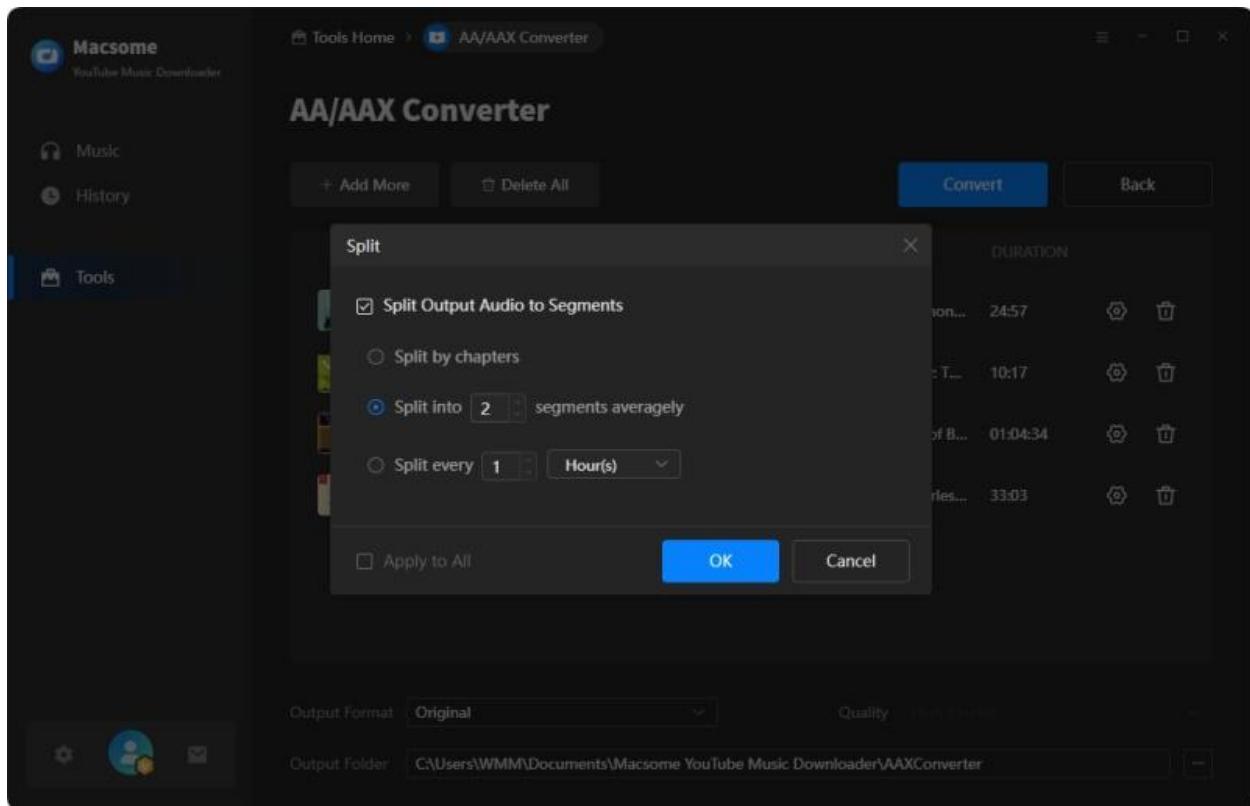 Macsome
YouTube Music Downloader
Tools Home > AA/AAX Converter
AA/AAX Converter
Music
History
Tools
+ Add More
Delete All
Convert
Back
Split
DURATION
Split Output Audio to Segments
ion... 24:57
Split by chapters
: T... 10:17
Split into 2 segments averagely
of B... 01:04:34
Split every 1 Hour(s)
rles... 33:03
Apply to All
OK
Cancel
Output Format Original
Quality
Output Folder C:\Users\WMM\Documents\Macsome YouTube Music Downloader\AAXConverter